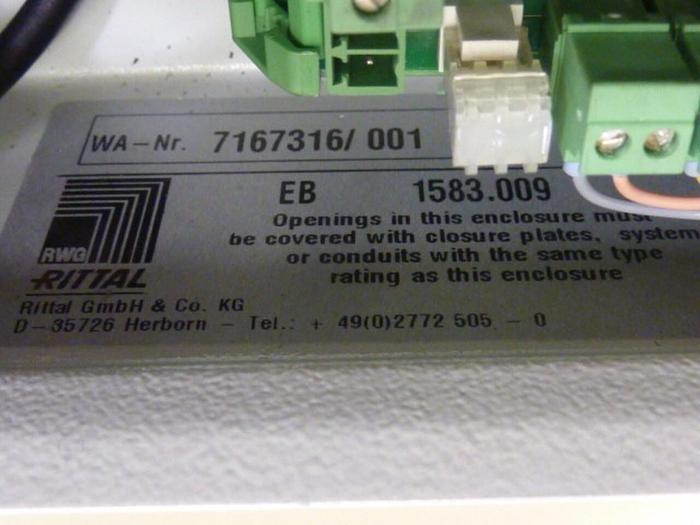 WA-Nr. 7167316/ 001
EB 1583.009
Openings in this enclosure must
be covered with closure plates, system
or conduits with the same type
rating as this enclosure
RWG
RITTAL
Rittal GmbH & Co. KG
D-35726 Herborn - Tel.: + 49(0)2772 505 - 0